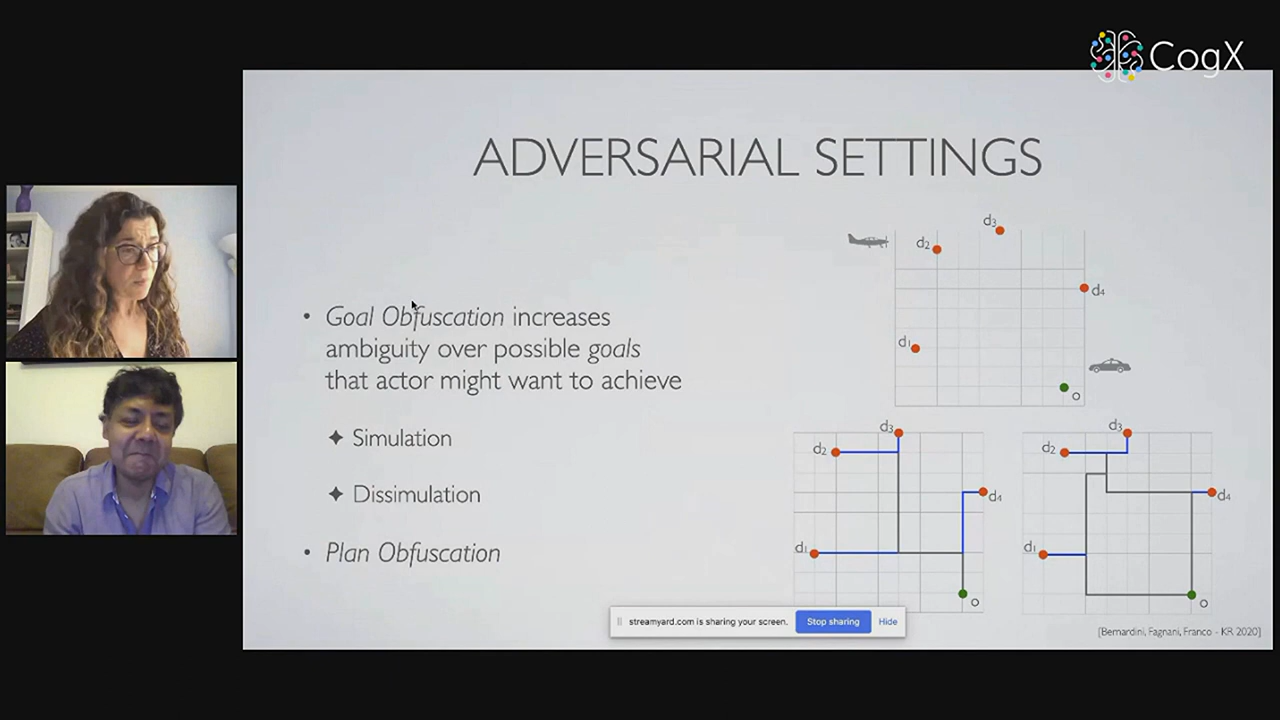 CogX
ADVERSARIAL SETTINGS
• Goal Obfuscation increases
ambiguity over possible goals
that actor might want to achieve
✦ Simulation
✦ Dissimulation
• Plan Obfuscation
d3
d2
d4
d1
o
d3
d2
d4
d1
o
d3
d2
d4
d1
o
streamyard.com is sharing your screen.
Stop sharing
Hide
[Bernardini, Fagnani, Franco - KR 2020]